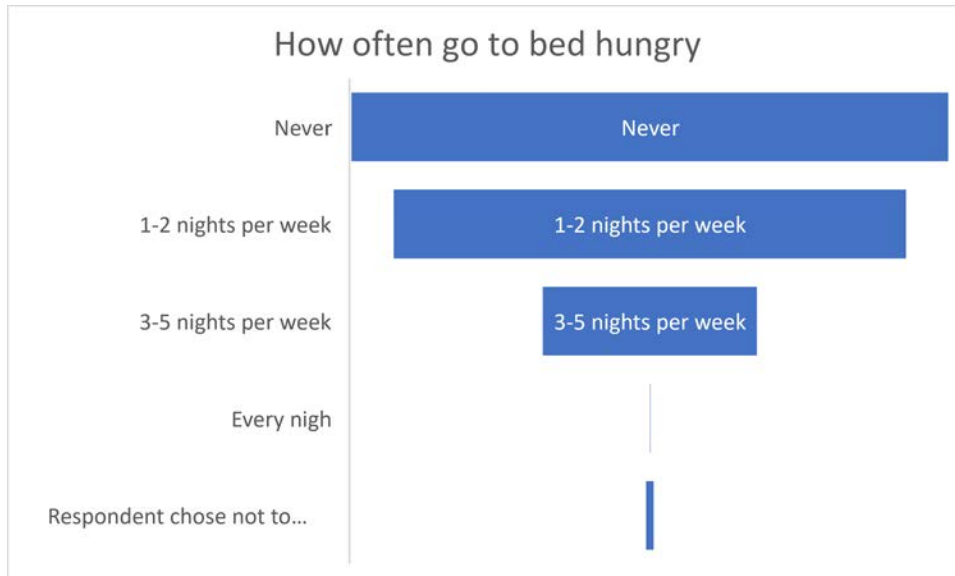 How often go to bed hungry
Never
Never
1-2 nights per week
1-2 nights per week
3-5 nights per week
3-5 nights per week
Every nigh
Respondent chose not to…